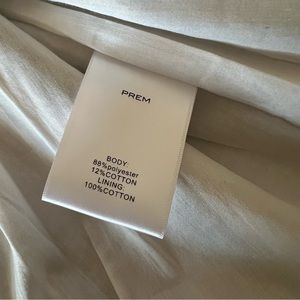 PREM
BODY:
88%polyester
12%COTTON
LINING:
100%COTTON